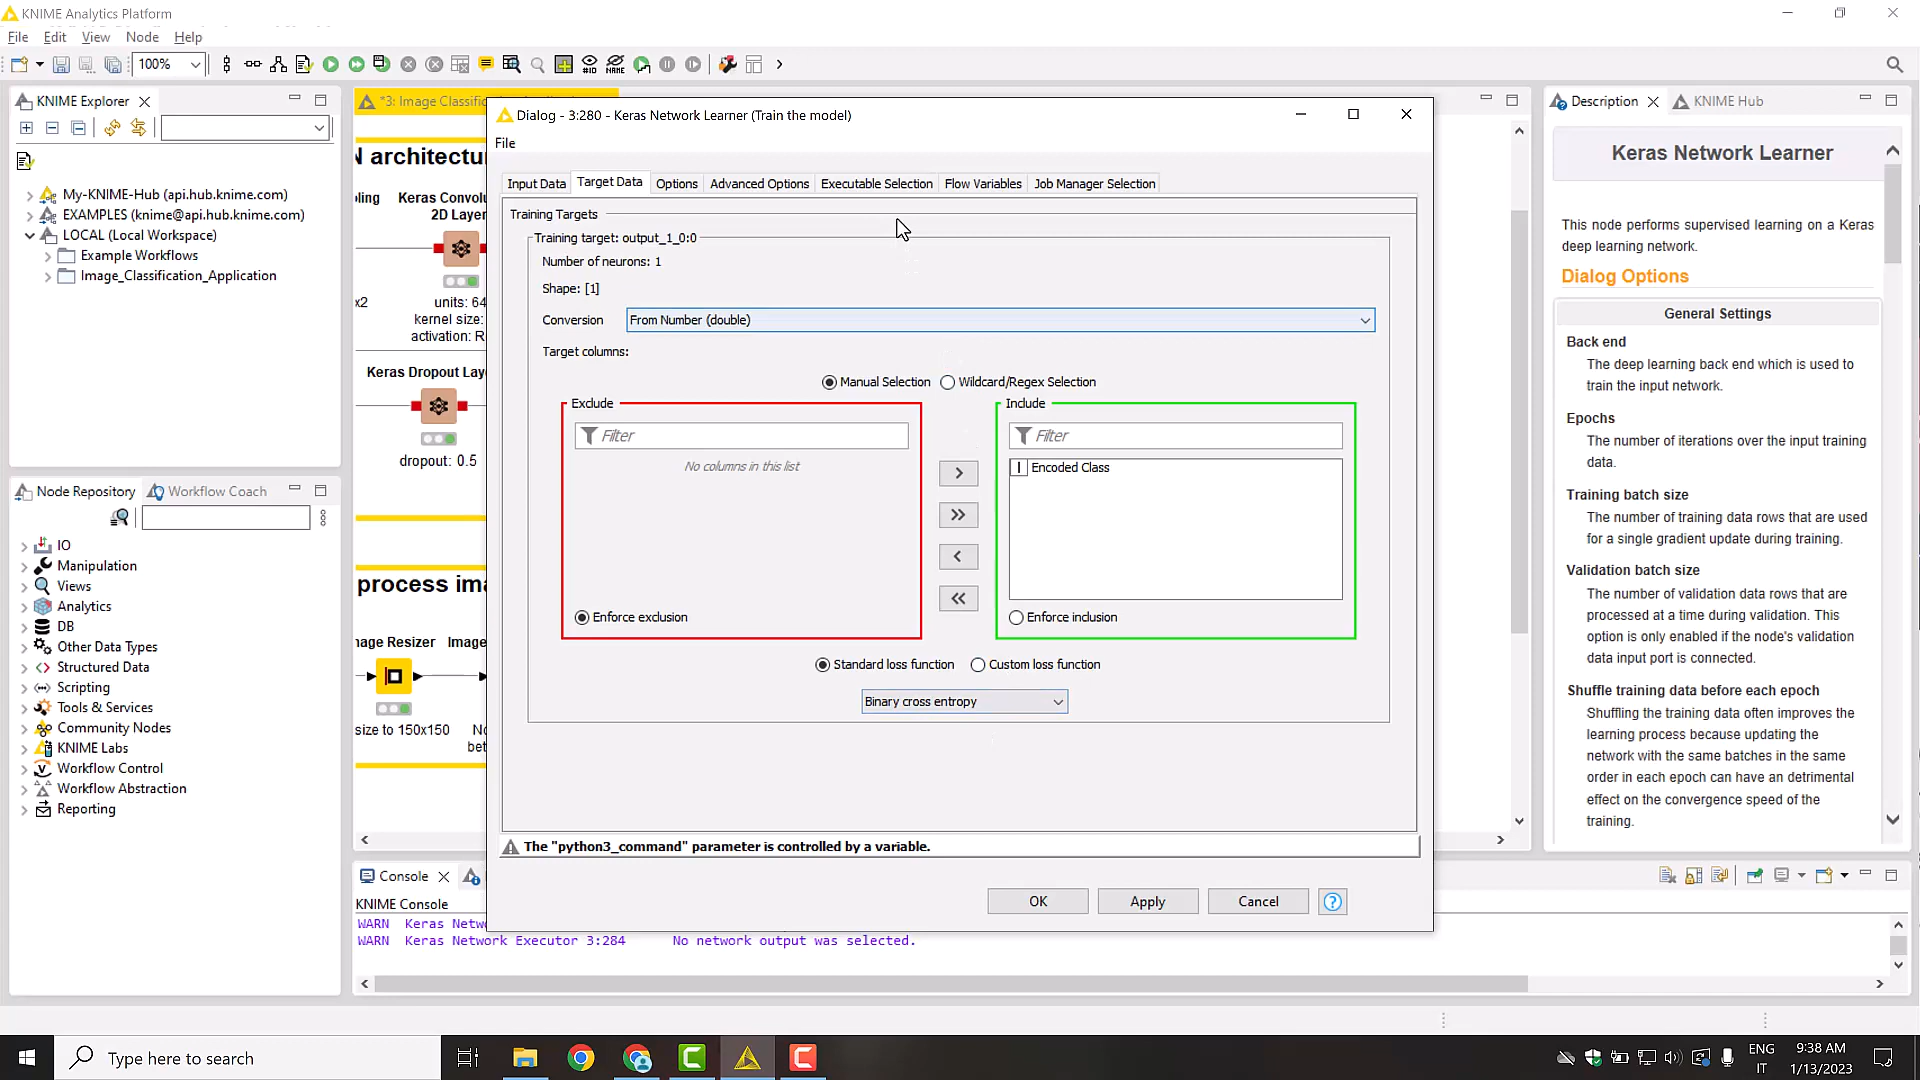 KNIME Analytics Platform
File Edit View Node Help
100%
KNIME Explorer
My-KNIME-Hub (api.hub.knime.com)
EXAMPLES (knime@api.hub.knime.com)
LOCAL (Local Workspace)
Example Workflows
Image_Classification_Application
Node Repository Workflow Coach
IO
Manipulation
Views
Analytics
DB
Other Data Types
Structured Data
Scripting
Tools & Services
Community Nodes
KNIME Labs
Workflow Control
Workflow Abstraction
Reporting
*3: Image Classific
N architectu
ling Keras Convolu
2D Layer
x2 units: 64
kernel size:
activation: R
Keras Dropout Lay
dropout: 0.5
process ima
nage Resizer Image
size to 150x150 No
bet
Dialog - 3:280 - Keras Network Learner (Train the model)
File
Input Data Target Data Options Advanced Options Executable Selection Flow Variables Job Manager Selection
Training Targets
Training target: output_1_0:0
Number of neurons: 1
Shape: [1]
Conversion From Number (double)
Target columns:
Manual Selection Wildcard/Regex Selection
Exclude Include
Filter Filter
No columns in this list
I Encoded Class
Enforce exclusion Enforce inclusion
Standard loss function Custom loss function
Binary cross entropy
The "python3_command" parameter is controlled by a variable.
OK Apply Cancel ?
Console
KNIME Console
WARN Keras Netw
WARN Keras Network Executor 3:284 No network output was selected.
Description KNIME Hub
Keras Network Learner
This node performs supervised learning on a Keras
deep learning network.
Dialog Options
General Settings
Back end
The deep learning back end which is used to
train the input network.
Epochs
The number of iterations over the input training
data.
Training batch size
The number of training data rows that are used
for a single gradient update during training.
Validation batch size
The number of validation data rows that are
processed at a time during validation. This
option is only enabled if the node's validation
data input port is connected.
Shuffle training data before each epoch
Shuffling the training data often improves the
learning process because updating the
network with the same batches in the same
order in each epoch can have an detrimental
effect on the convergence speed of the
training.
Type here to search
ENG
IT
9:38 AM
1/13/2023